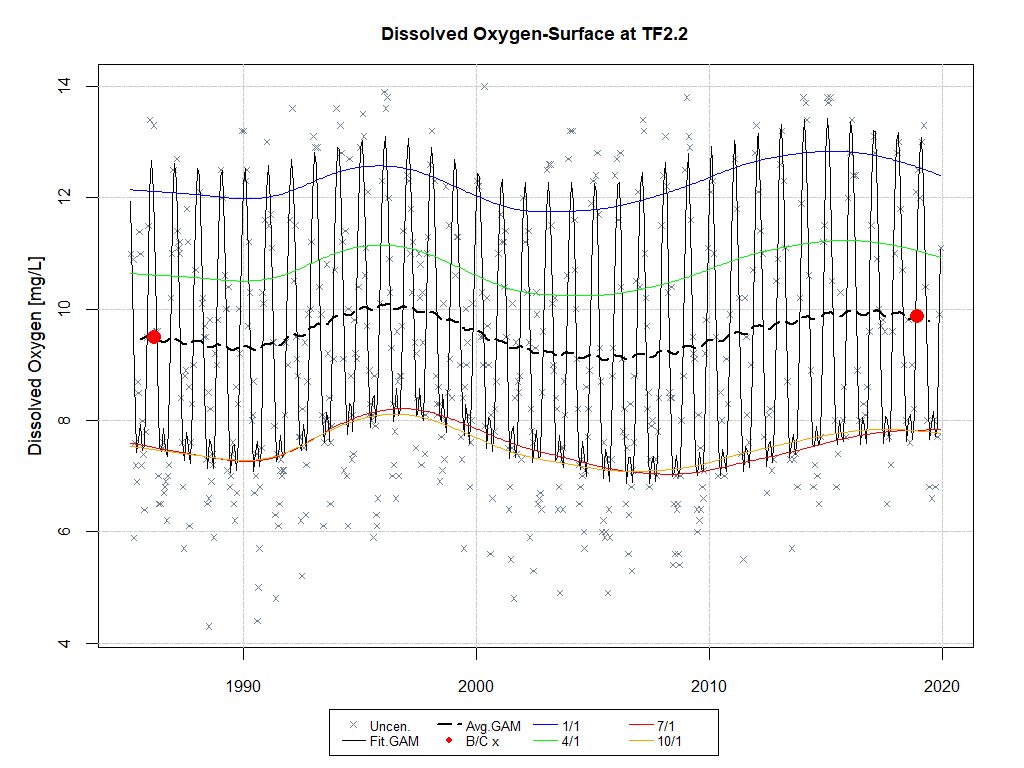 Dissolved Oxygen-Surface at TF2.2
Dissolved Oxygen [mg/L]
14
12
10
8
6
4
1990 2000 2010 2020
Uncen. Avg.GAM 1/1 7/1
Fit.GAM B/C x 4/1 10/1